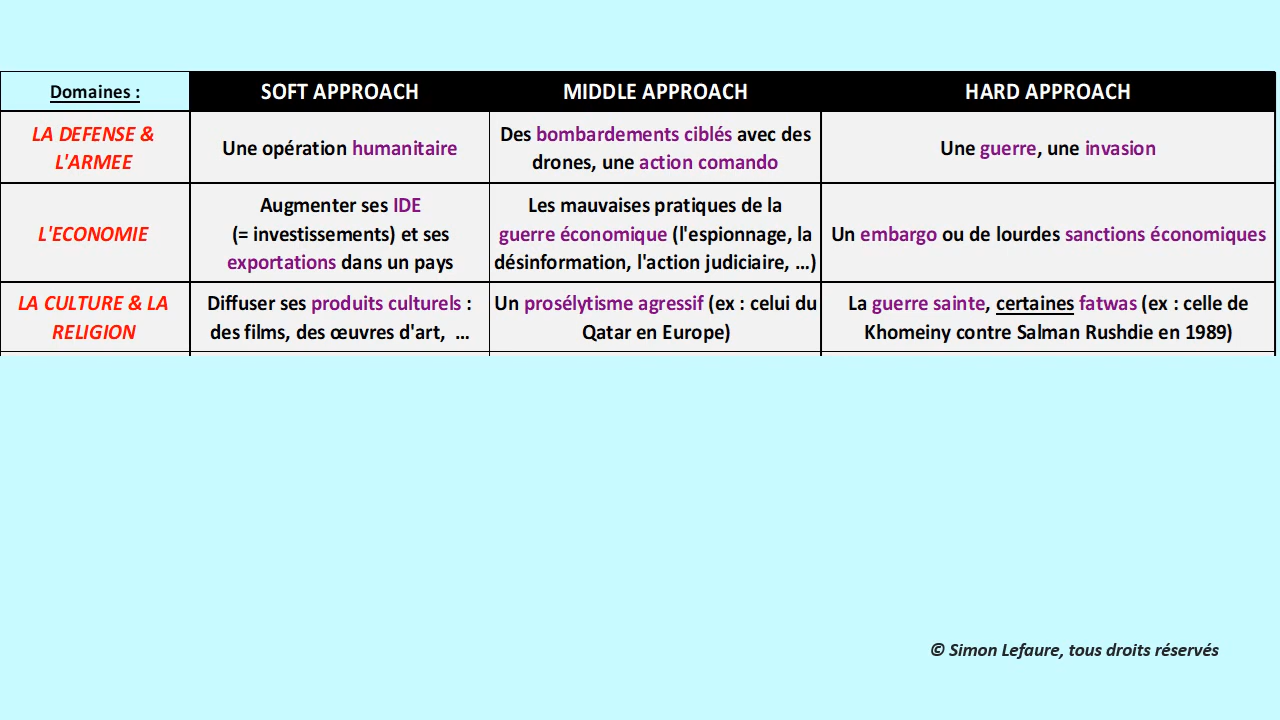 Domaines :
SOFT APPROACH
MIDDLE APPROACH
HARD APPROACH
LA DEFENSE &
L'ARMEE
Une opération humanitaire
Des bombardements ciblés avec des
drones, une action comando
Une guerre, une invasion
L'ECONOMIE
Augmenter ses IDE
(= investissements) et ses
exportations dans un pays
Les mauvaises pratiques de la
guerre économique (l'espionnage, la
désinformation, l'action judiciaire, ...)
Un embargo ou de lourdes sanctions économiques
LA CULTURE & LA
RELIGION
Diffuser ses produits culturels :
des films, des œuvres d'art, ...
Un prosélytisme agressif (ex : celui du
Qatar en Europe)
La guerre sainte, certaines fatwas (ex : celle de
Khomeiny contre Salman Rushdie en 1989)
© Simon Lefaure, tous droits réservés